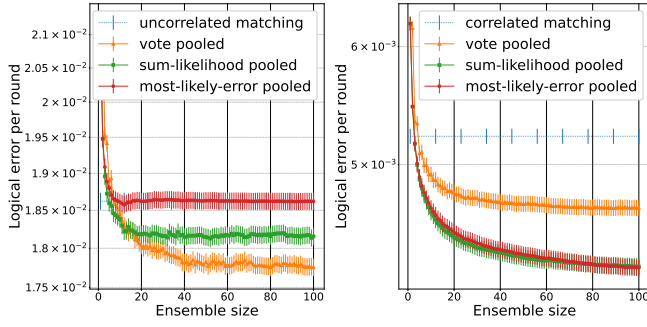 Logical error per round
2.1 × 10⁻²
2.05 × 10⁻²
2 × 10⁻²
1.95 × 10⁻²
1.9 × 10⁻²
1.85 × 10⁻²
1.8 × 10⁻²
1.75 × 10⁻²
uncorrelated matching
vote pooled
sum-likelihood pooled
most-likely-error pooled
0 20 40 60 80 100
Ensemble size
Logical error per round
6 × 10⁻³
5 × 10⁻³
correlated matching
vote pooled
sum-likelihood pooled
most-likely-error pooled
0 20 40 60 80 100
Ensemble size